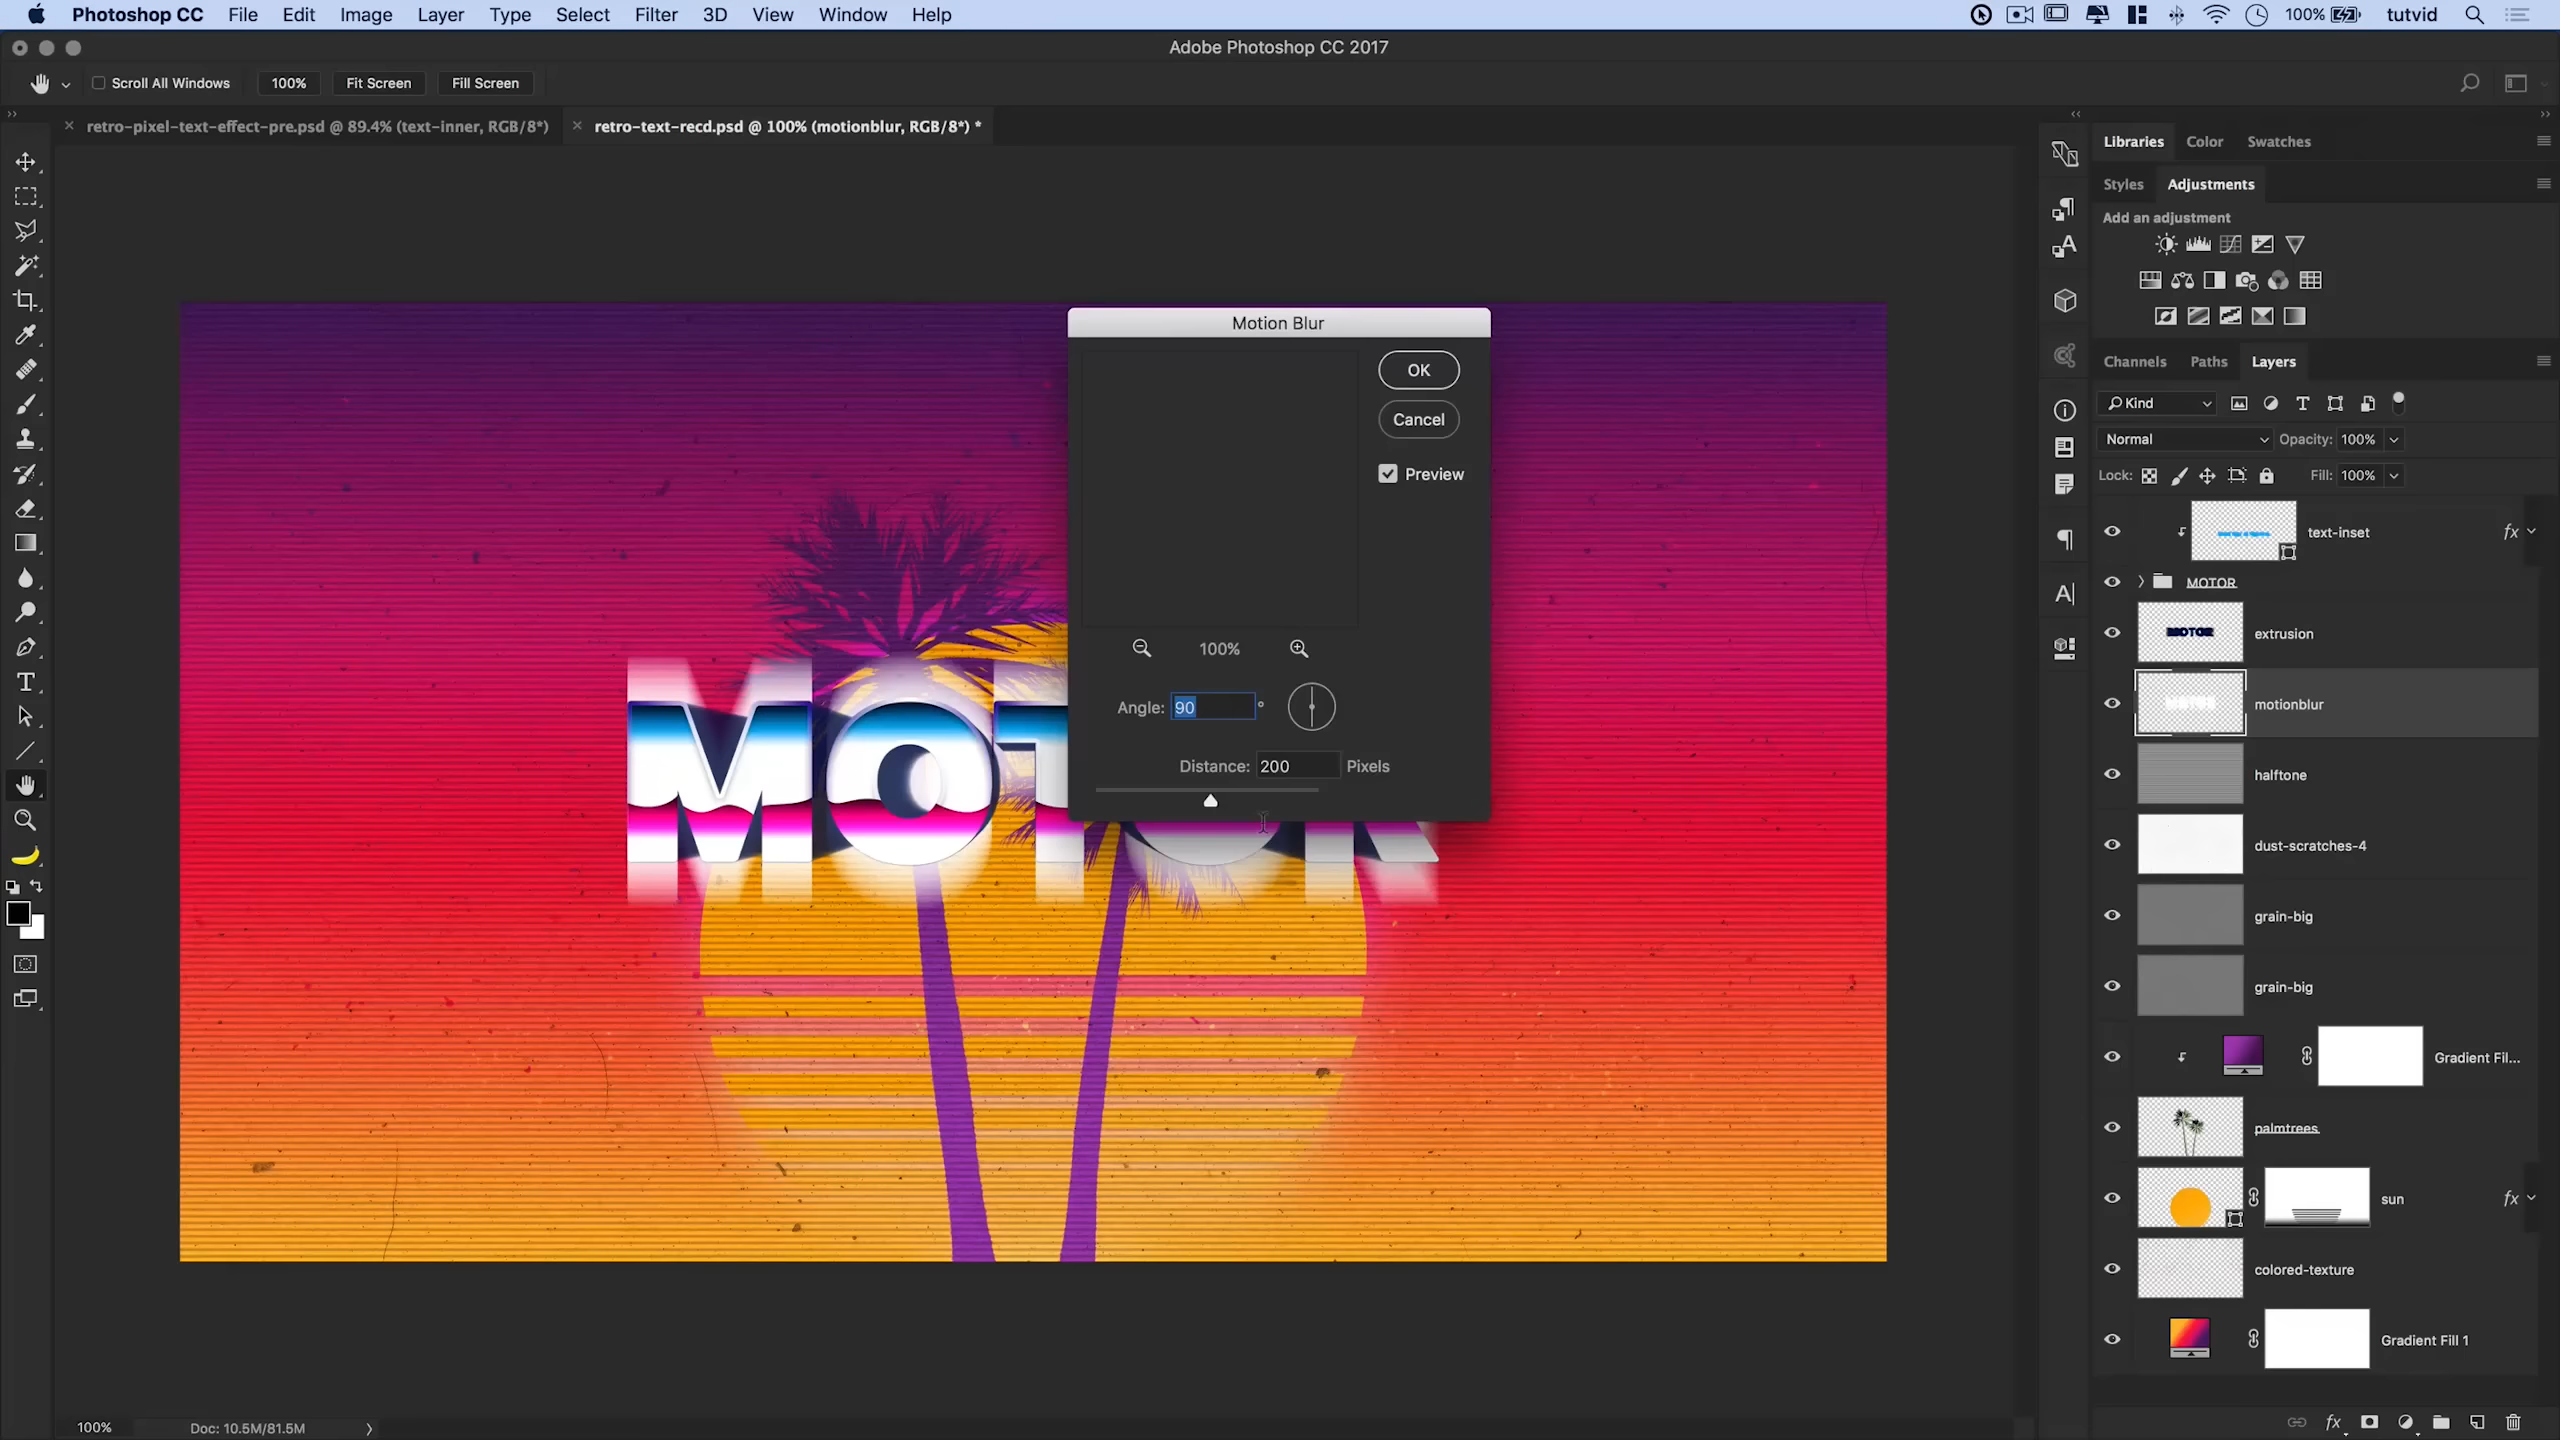 Photoshop CC File Edit Image Layer Type Select Filter 3D View Window Help 100% tutvid
Adobe Photoshop CC 2017
Scroll All Windows 100% Fit Screen Fill Screen
retro-pixel-text-effect-pre.psd @ 89.4% (text-inner, RGB/8*) retro-text-recd.psd @ 100% (motionblur, RGB/8*) *
Libraries Color Swatches
Styles Adjustments
Add an adjustment
Channels Paths Layers
Kind
Normal Opacity: 100%
Lock: Fill: 100%
text-inset fx
MOTOR
extrusion
motionblur
halftone
dust-scratches-4
grain-big
grain-big
Gradient Fil...
palmtrees
sun fx
colored-texture
Gradient Fill 1
Motion Blur
OK
Cancel
Preview
100%
Angle: 90 °
Distance: 200 Pixels
MOTOR
100% Doc: 10.5M/81.5M
fx